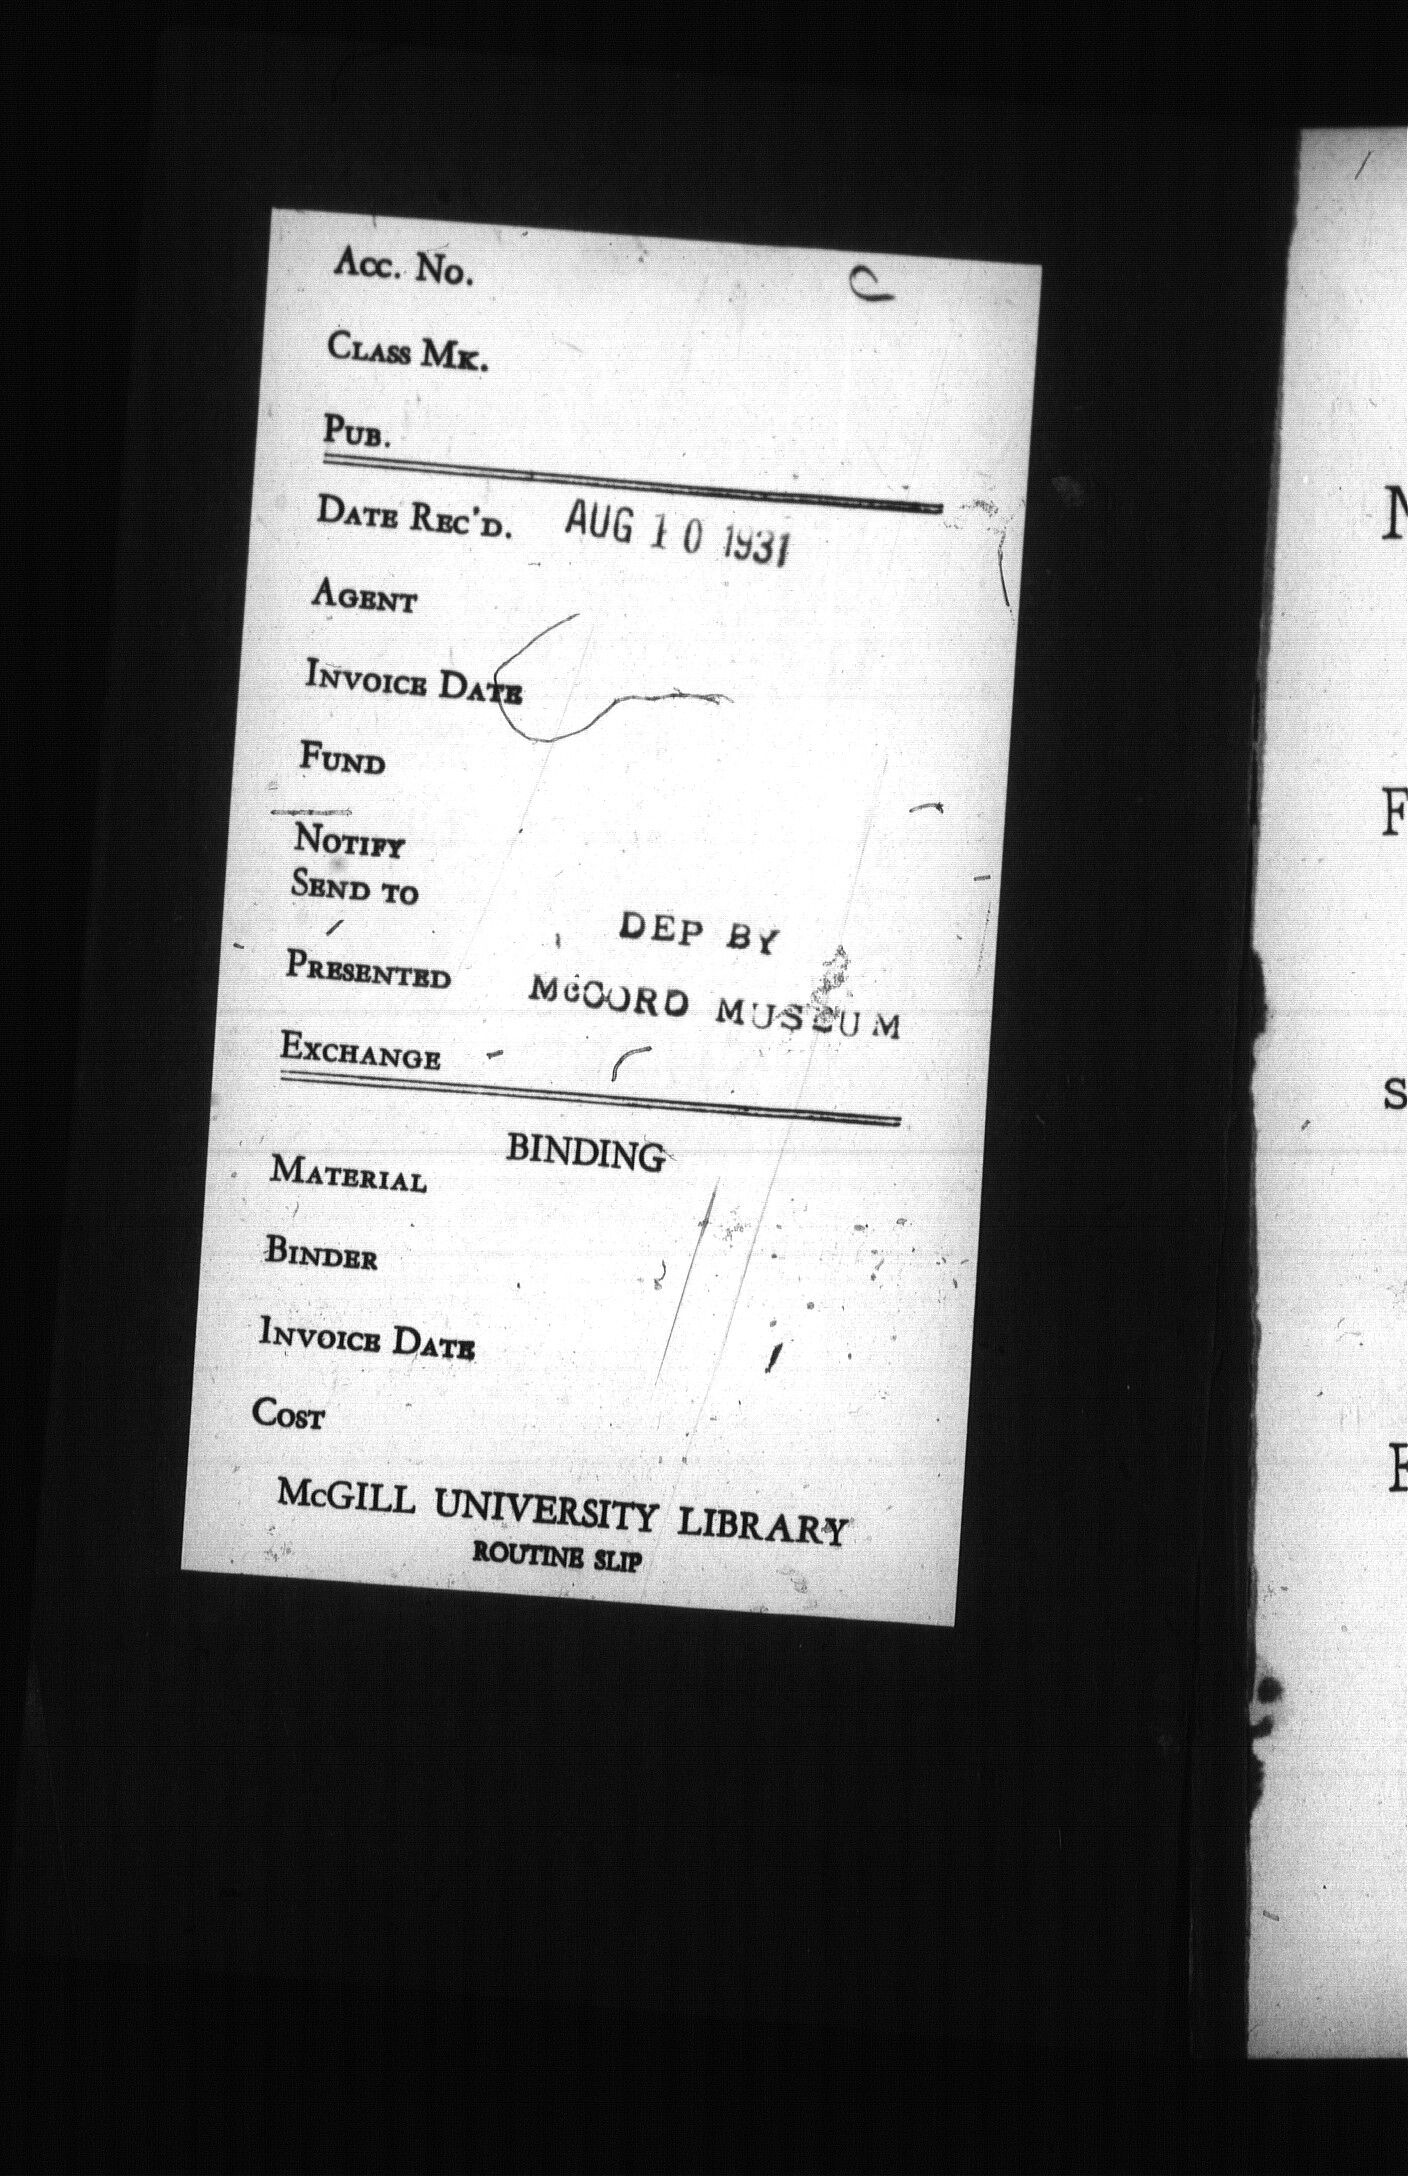 Acc. No.
Class Mk.
Pub.
Date Rec'd. AUG 10 1931
Agent
Invoice Date
Fund
Notify
Send to
DEP BY
Presented McCORD MUSEUM
Exchange
BINDING
Material
Binder
Invoice Date
Cost
McGILL UNIVERSITY LIBRARY
ROUTINE SLIP